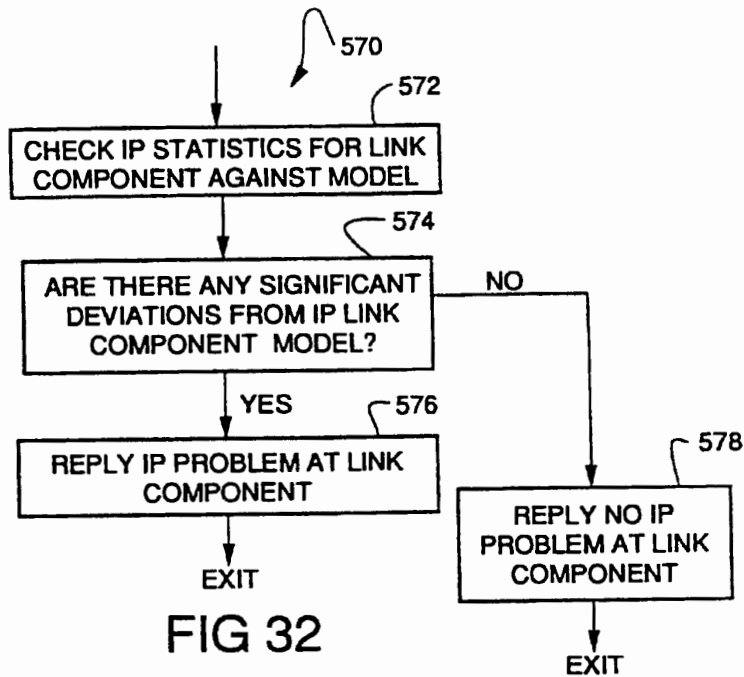 570
572
CHECK IP STATISTICS FOR LINK
COMPONENT AGAINST MODEL
574
ARE THERE ANY SIGNIFICANT
DEVIATIONS FROM IP LINK
COMPONENT MODEL?
NO
YES
576
REPLY IP PROBLEM AT LINK
COMPONENT
578
REPLY NO IP
PROBLEM AT LINK
COMPONENT
EXIT
FIG 32
EXIT